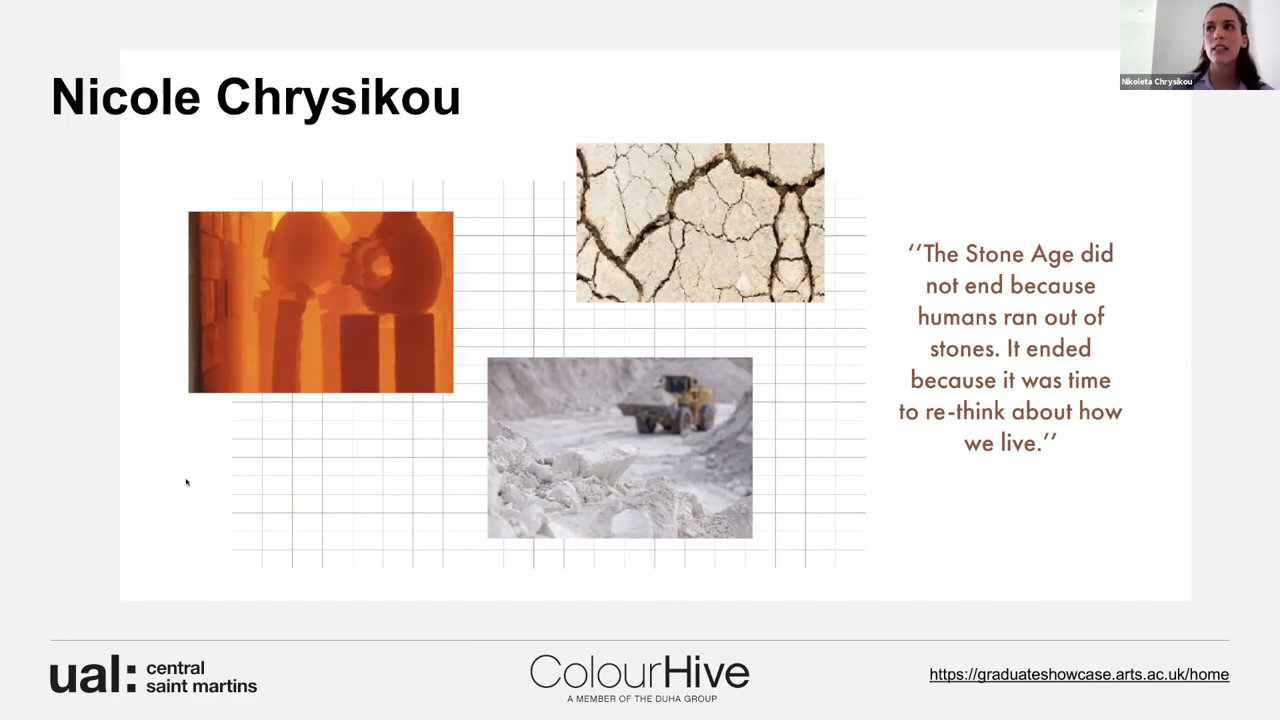 Nikoleta Chrysikou
Nicole Chrysikou
‘‘The Stone Age did
not end because
humans ran out of
stones. It ended
because it was time
to re-think about how
we live.’’
ual: central
saint martins
ColourHive
A MEMBER OF THE DUHA GROUP
https://graduateshowcase.arts.ac.uk/home